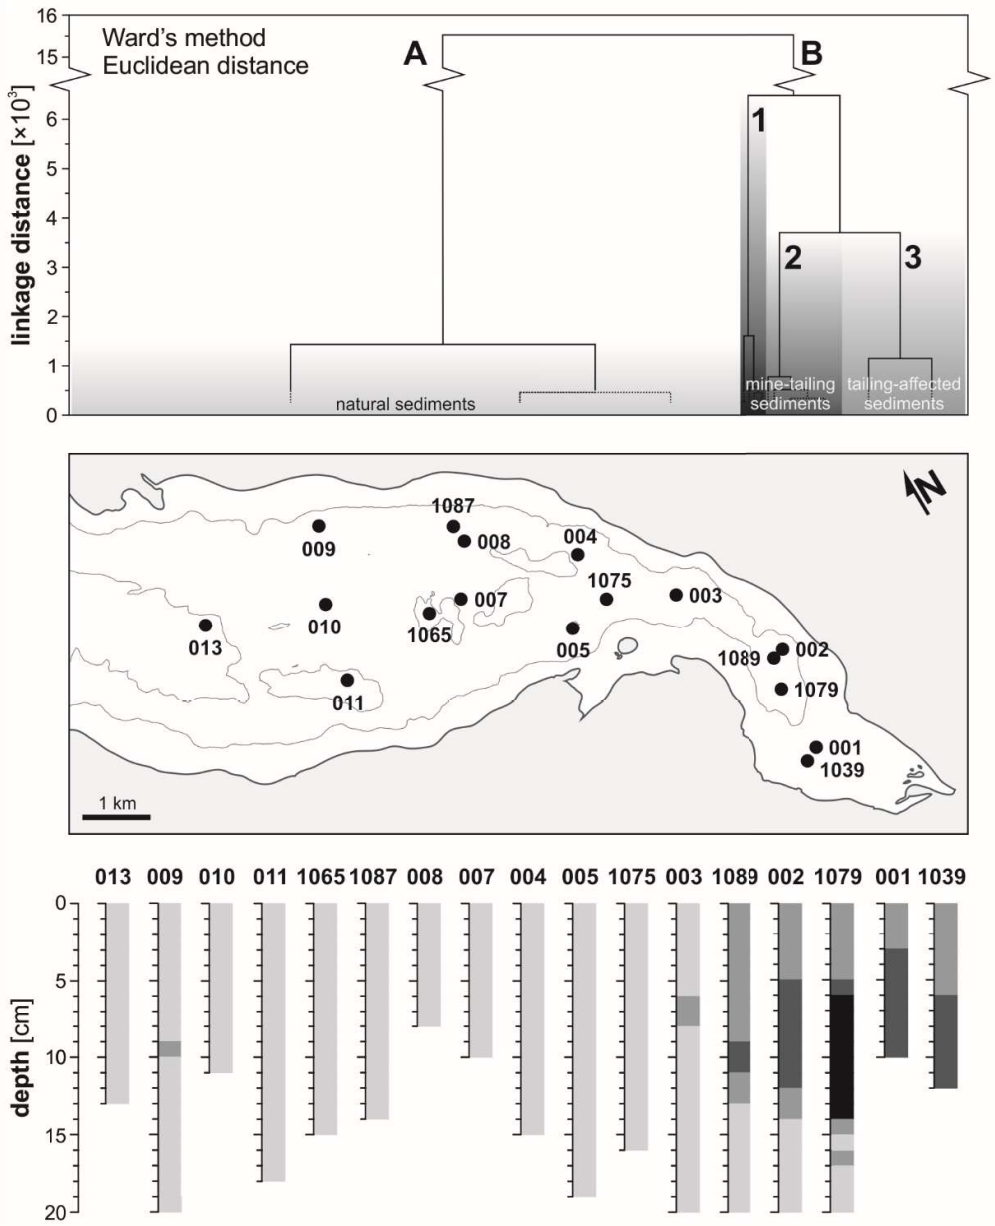 16
Ward's method
A
B
15
Euclidean distance
linkage distance [×10³]
6
1
5
4
3
2
3
2
1
mine-tailing
sediments
tailing-affected
sediments
natural sediments
0
N
1087
009
008
004
1075
003
007
010
1065
013
005
002
1089
1079
011
001
1039
1 km
013 009 010 011 1065 1087 008 007 004 005 1075 003 1089 002 1079 001 1039
0
5
depth [cm]
10
15
20